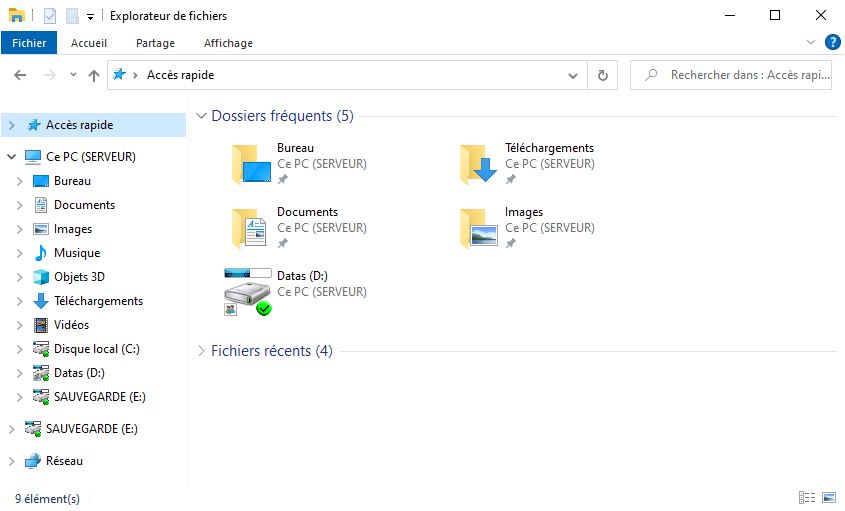 Explorateur de fichiers
Fichier Accueil Partage Affichage
Accès rapide
Rechercher dans : Accès rapi...
Accès rapide
Ce PC (SERVEUR)
Bureau
Documents
Images
Musique
Objets 3D
Téléchargements
Vidéos
Disque local (C:)
Datas (D:)
SAUVEGARDE (E:)
SAUVEGARDE (E:)
Réseau
Dossiers fréquents (5)
Bureau
Ce PC (SERVEUR)
Téléchargements
Ce PC (SERVEUR)
Documents
Ce PC (SERVEUR)
Images
Ce PC (SERVEUR)
Datas (D:)
Ce PC (SERVEUR)
Fichiers récents (4)
9 élément(s)